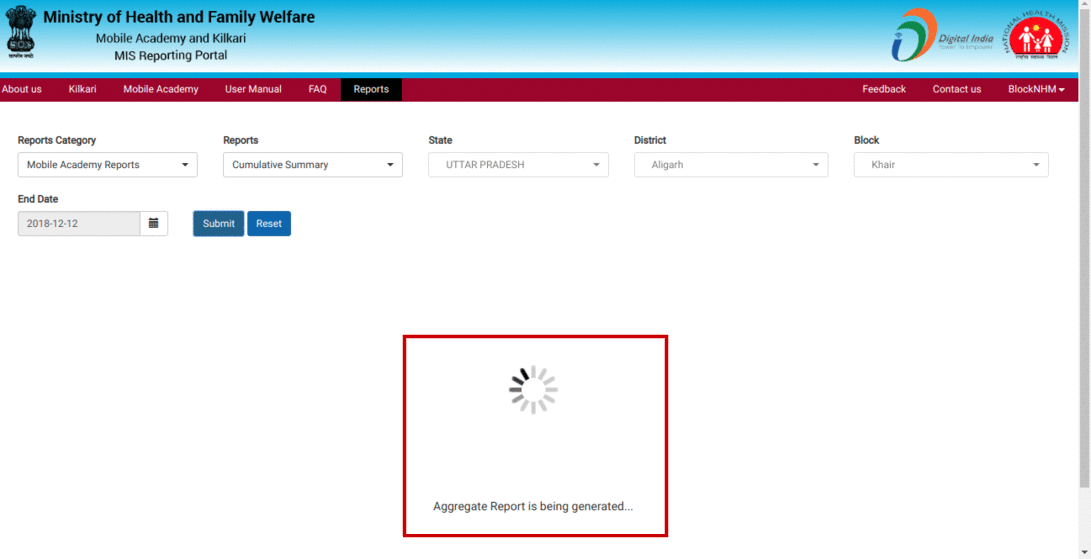 Ministry of Health and Family Welfare
Mobile Academy and Kilkari
MIS Reporting Portal
Digital India
Power To Empower
NATIONAL HEALTH MISSION
About us Kilkari Mobile Academy User Manual FAQ Reports Feedback Contact us BlockNHM
Reports Category Reports State District Block
Mobile Academy Reports Cumulative Summary UTTAR PRADESH Aligarh Khair
End Date
2018-12-12 Submit Reset
Aggregate Report is being generated...